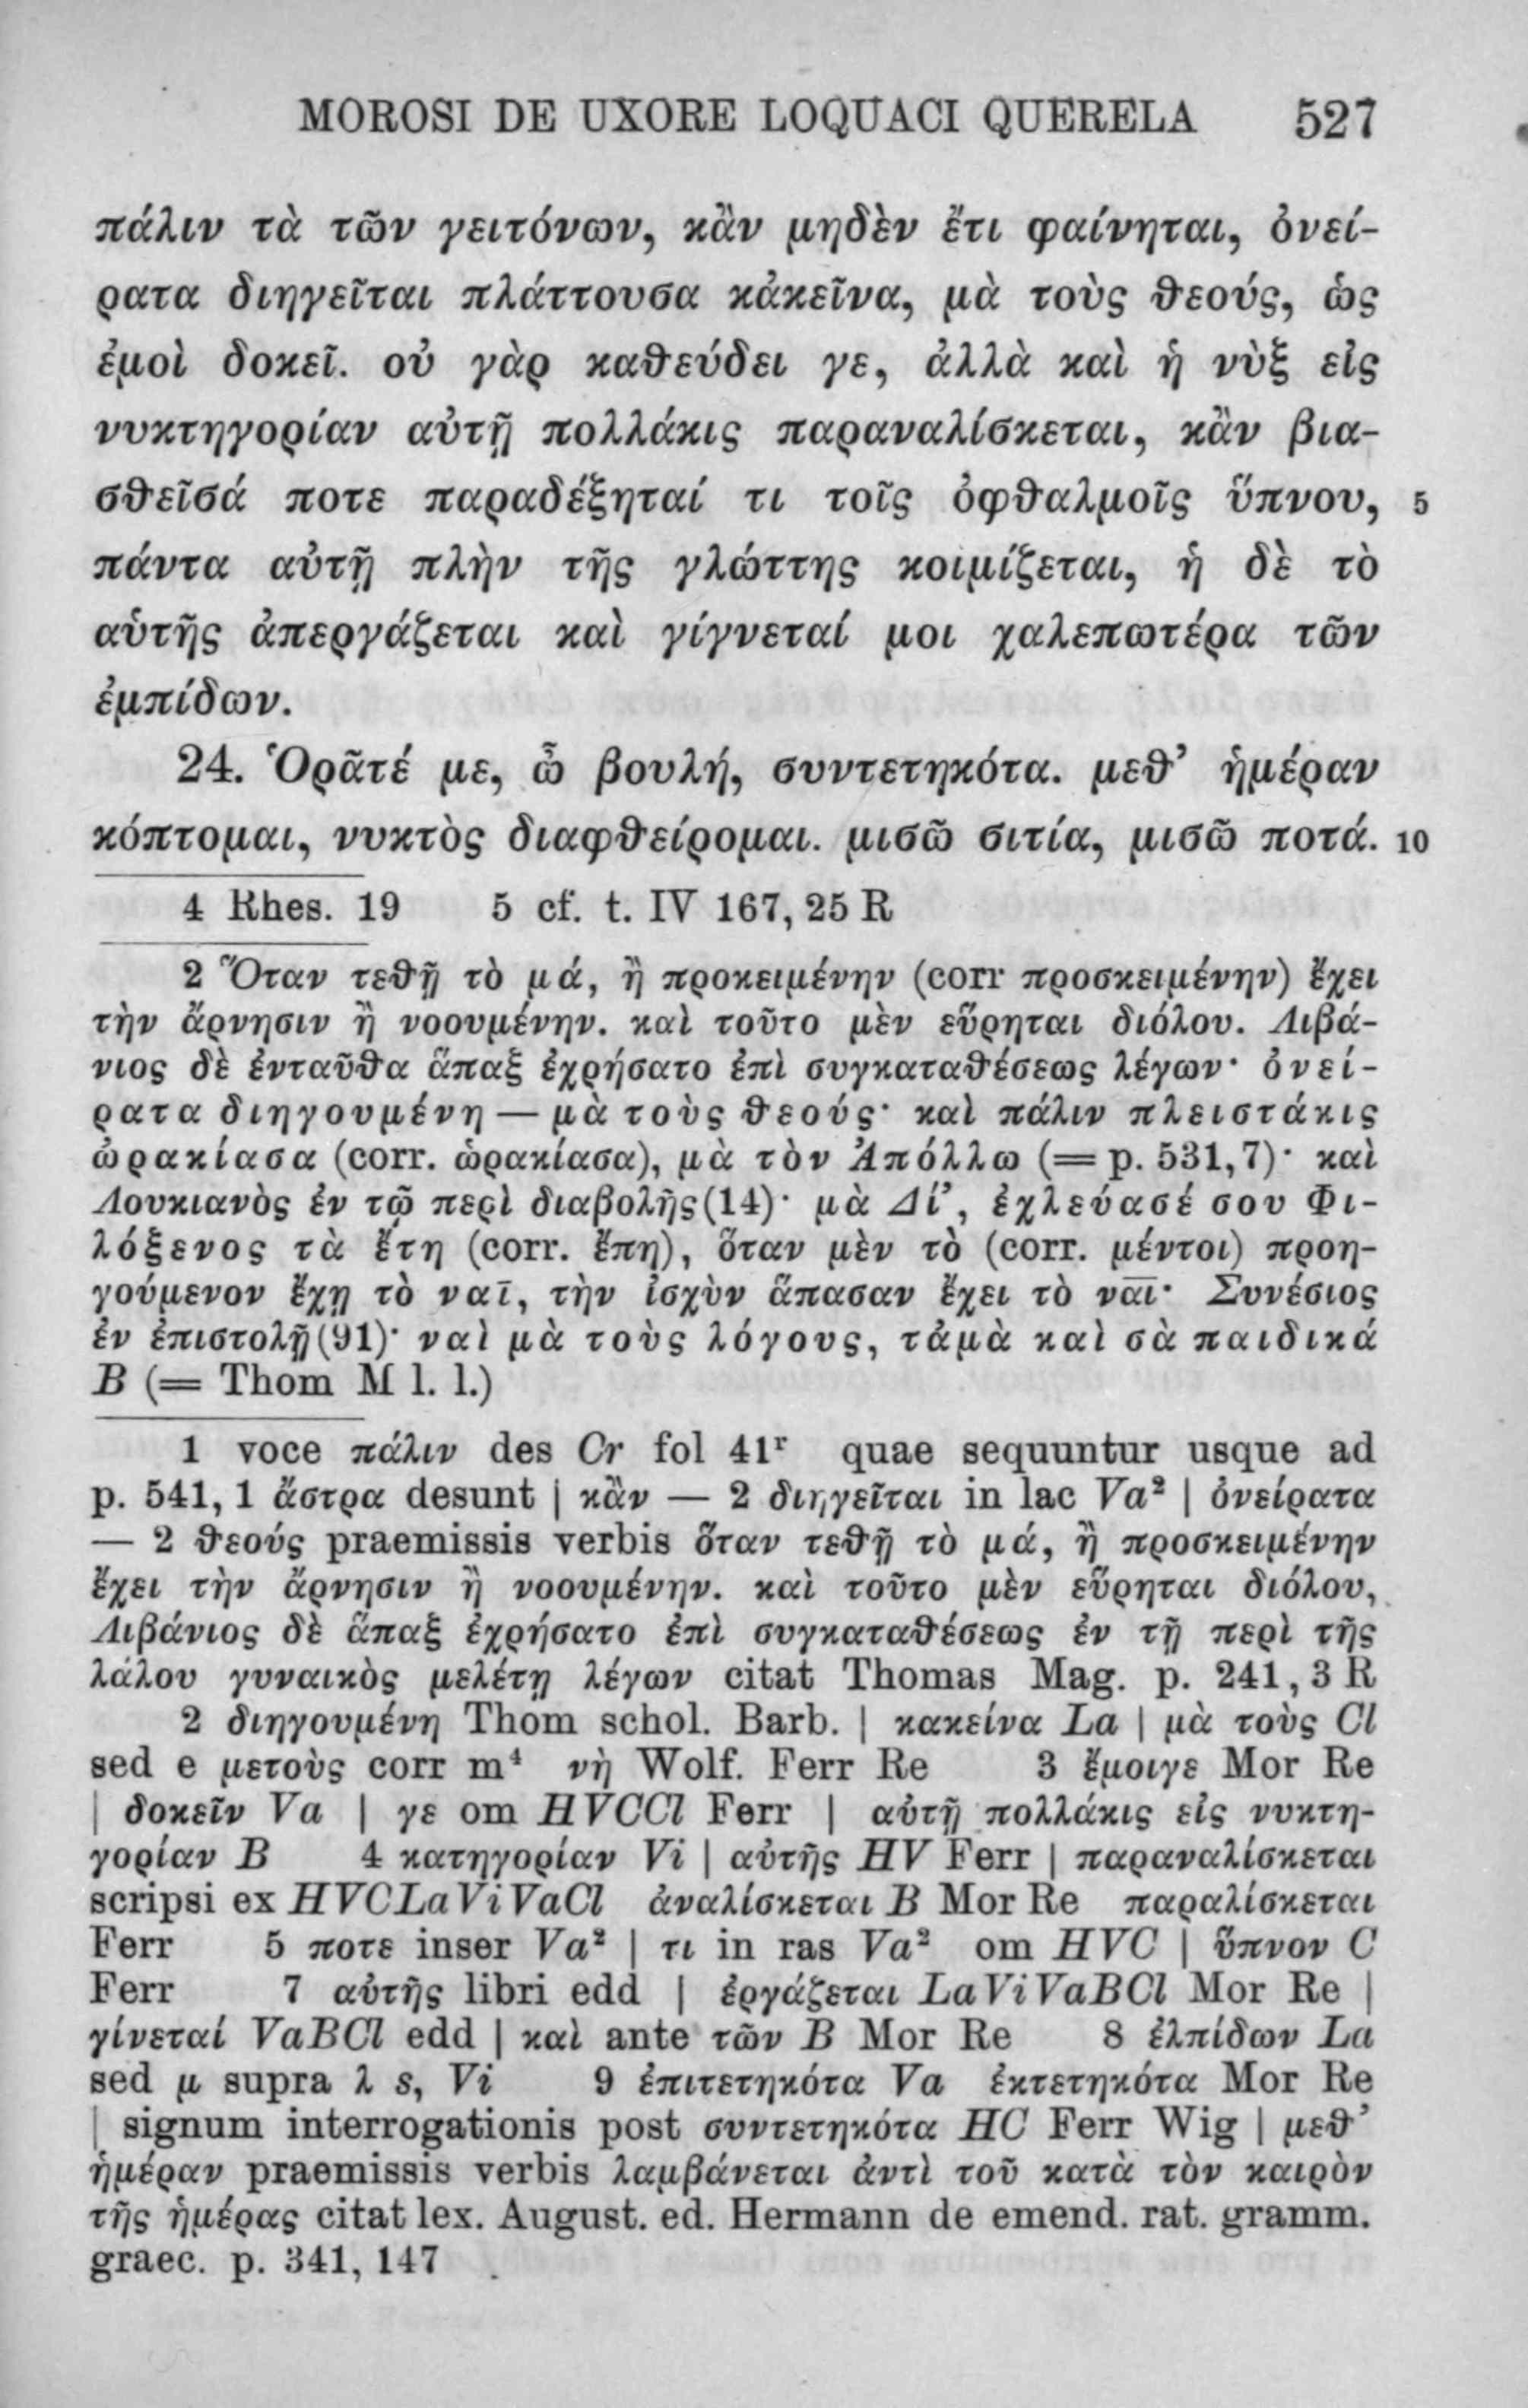 MOROSI DE UXORE LOQUACI QUERELA 527
πάλιν τὰ τῶν γειτόνων, κἂν μηδὲν ἔτι φαίνηται, ὀνεί-
ρατα διηγεῖται πλάττουσα κἀκεῖνα, μὰ τοὺς θεούς, ὡς
ἐμοὶ δοκεῖ. οὐ γὰρ καθεύδει γε, ἀλλὰ καὶ ἡ νὺξ εἰς
νυκτηγορίαν αὐτῇ πολλάκις παραναλίσκεται, κἂν βια-
σθεῖσά ποτε παραδέξηταί τι τοῖς ὀφθαλμοῖς ὕπνου, 5
πάντα αὐτῇ πλὴν τῆς γλώττης κοιμίζεται, ἡ δὲ τὸ
αὑτῆς ἀπεργάζεται καὶ γίγνεταί μοι χαλεπωτέρα τῶν
ἐμπίδων.
24. Ὁρᾶτέ με, ὦ βουλή, συντετηκότα. μεθ’ ἡμέραν
κόπτομαι, νυκτὸς διαφθείρομαι. μισῶ σιτία, μισῶ ποτά. 10
4 Rhes. 19 5 cf. t. IV 167, 25 R
2 Ὅταν τεθῇ τὸ μά, ἢ προκειμένην (corr προσκειμένην) ἔχει
τὴν ἄρνησιν ἢ νοουμένην. καὶ τοῦτο μὲν εὕρηται διόλου. Λιβά-
νιος δὲ ἐνταῦθα ἅπαξ ἐχρήσατο ἐπὶ συγκαταθέσεως λέγων· ὀνεί-
ρατα διηγουμένη — μὰ τοὺς θεούς· καὶ πάλιν πλειστάκις
ὠρακίασα (corr. ὡρακίασα), μὰ τὸν Ἀπόλλω (= p. 531, 7)· καὶ
Λουκιανὸς ἐν τῷ περὶ διαβολῆς (14)· μὰ Δί’, ἐχλεύασέ σου Φι-
λόξενος τὰ ἔτη (corr. ἔπη), ὅταν μὲν τὸ (corr. μέντοι) προη-
γούμενον ἔχῃ τὸ ναῖ, τὴν ἰσχὺν ἅπασαν ἔχει τὸ ναῖ· Συνέσιος
ἐν ἐπιστολῇ (91)· ναὶ μὰ τοὺς λόγους, τἀμὰ καὶ σὰ παιδικά
B (= Thom M l. l.)
1 voce πάλιν des Cr fol 41ʳ quae sequuntur usque ad
p. 541, 1 ἄστρα desunt | κἂν — 2 διηγεῖται in lac Va² | ὀνείρατα
— 2 θεούς praemissis verbis ὅταν τεθῇ τὸ μά, ἢ προσκειμένην
ἔχει τὴν ἄρνησιν ἢ νοουμένην. καὶ τοῦτο μὲν εὕρηται διόλου,
Λιβάνιος δὲ ἅπαξ ἐχρήσατο ἐπὶ συγκαταθέσεως ἐν τῇ περὶ τῆς
λάλου γυναικὸς μελέτῃ λέγων citat Thomas Mag. p. 241, 3 R
2 διηγουμένη Thom schol. Barb. | κακείνα La | μὰ τοὺς Cl
sed e μετοὺς corr m⁴ νὴ Wolf. Ferr Re 3 ἔμοιγε Mor Re
| δοκεῖν Va | γε om HVCCl Ferr | αὐτῇ πολλάκις εἰς νυκτη-
γορίαν B 4 κατηγορίαν Vi | αὐτῆς HV Ferr | παραναλίσκεται
scripsi ex HVCLaViVaCl ἀναλίσκεται B Mor Re παραλίσκεται
Ferr 5 ποτε inser Va² | τι in ras Va² om HVC | ὕπνον C
Ferr 7 αὐτῆς libri edd | ἐργάζεται LaViVaBCl Mor Re |
γίνεταί VaBCl edd | καὶ ante τῶν B Mor Re 8 ἐλπίδων La
sed μ supra λ s, Vi 9 ἐπιτετηκότα Va ἐκτετηκότα Mor Re
| signum interrogationis post συντετηκότα HC Ferr Wig | μεθ’
ἡμέραν praemissis verbis λαμβάνεται ἀντὶ τοῦ κατὰ τὸν καιρὸν
τῆς ἡμέρας citat lex. August. ed. Hermann de emend. rat. gramm.
graec. p. 341, 147